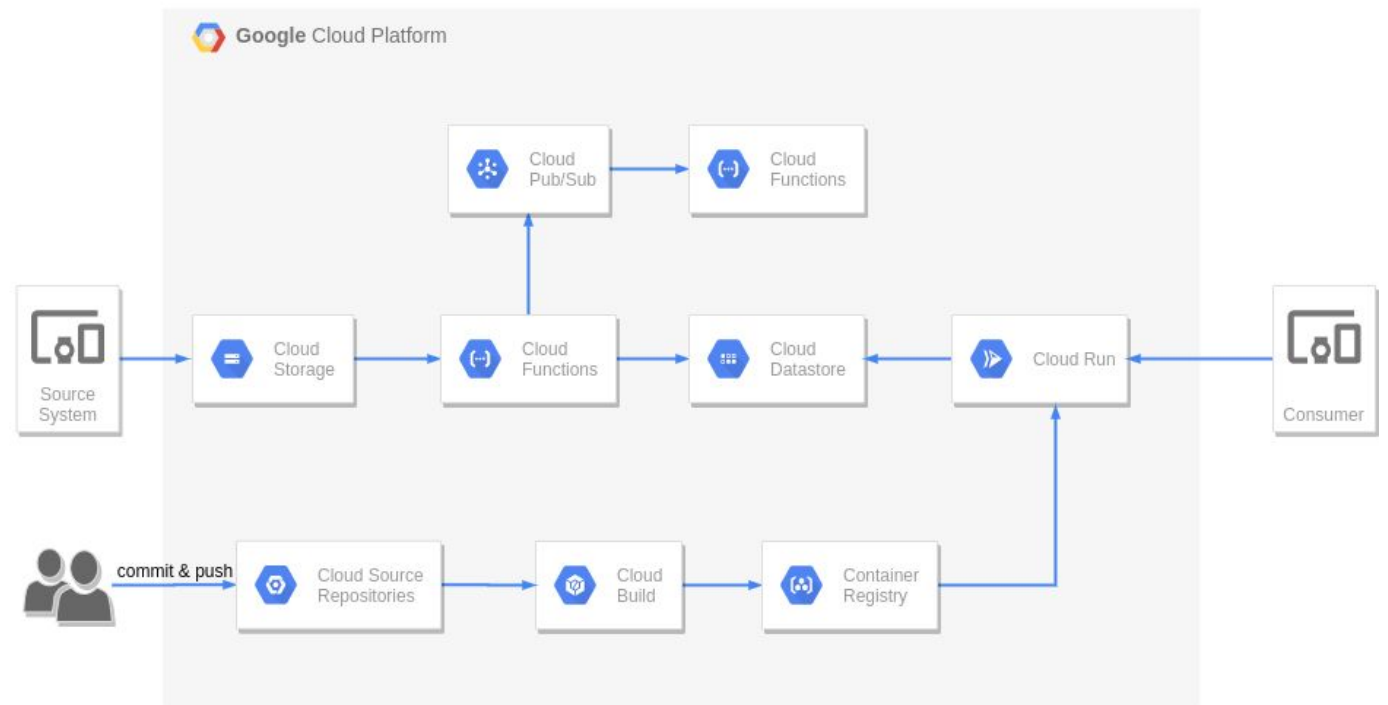 Google Cloud Platform
Cloud
Pub/Sub
Cloud
Functions
Source
System
Cloud
Storage
Cloud
Functions
Cloud
Datastore
Cloud Run
Consumer
commit & push
Cloud Source
Repositories
Cloud
Build
Container
Registry